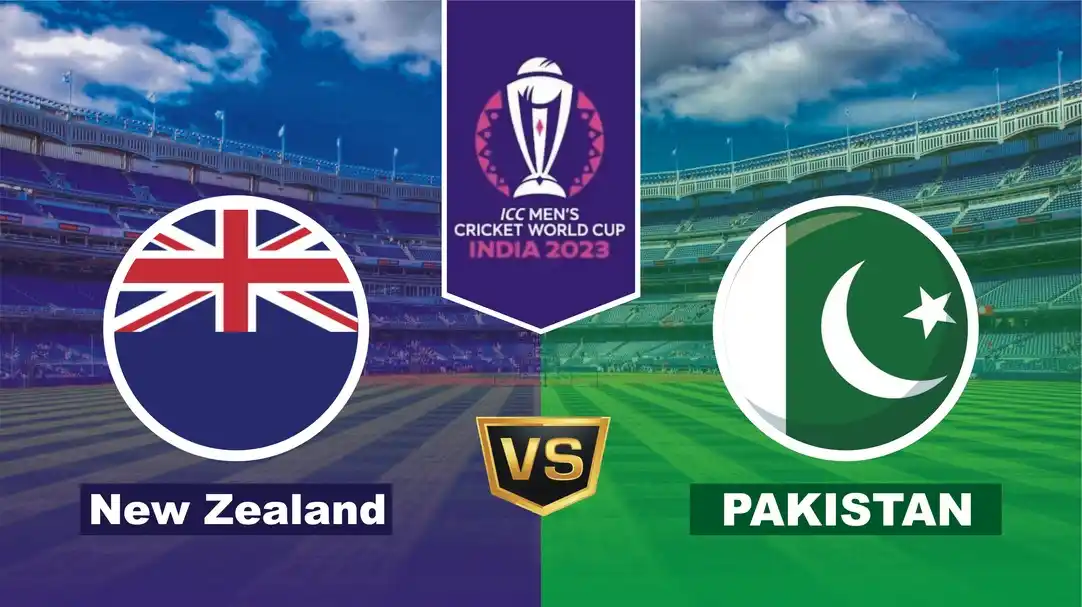 ICC MEN'S
CRICKET WORLD CUP
INDIA 2023
VS
New Zealand
PAKISTAN